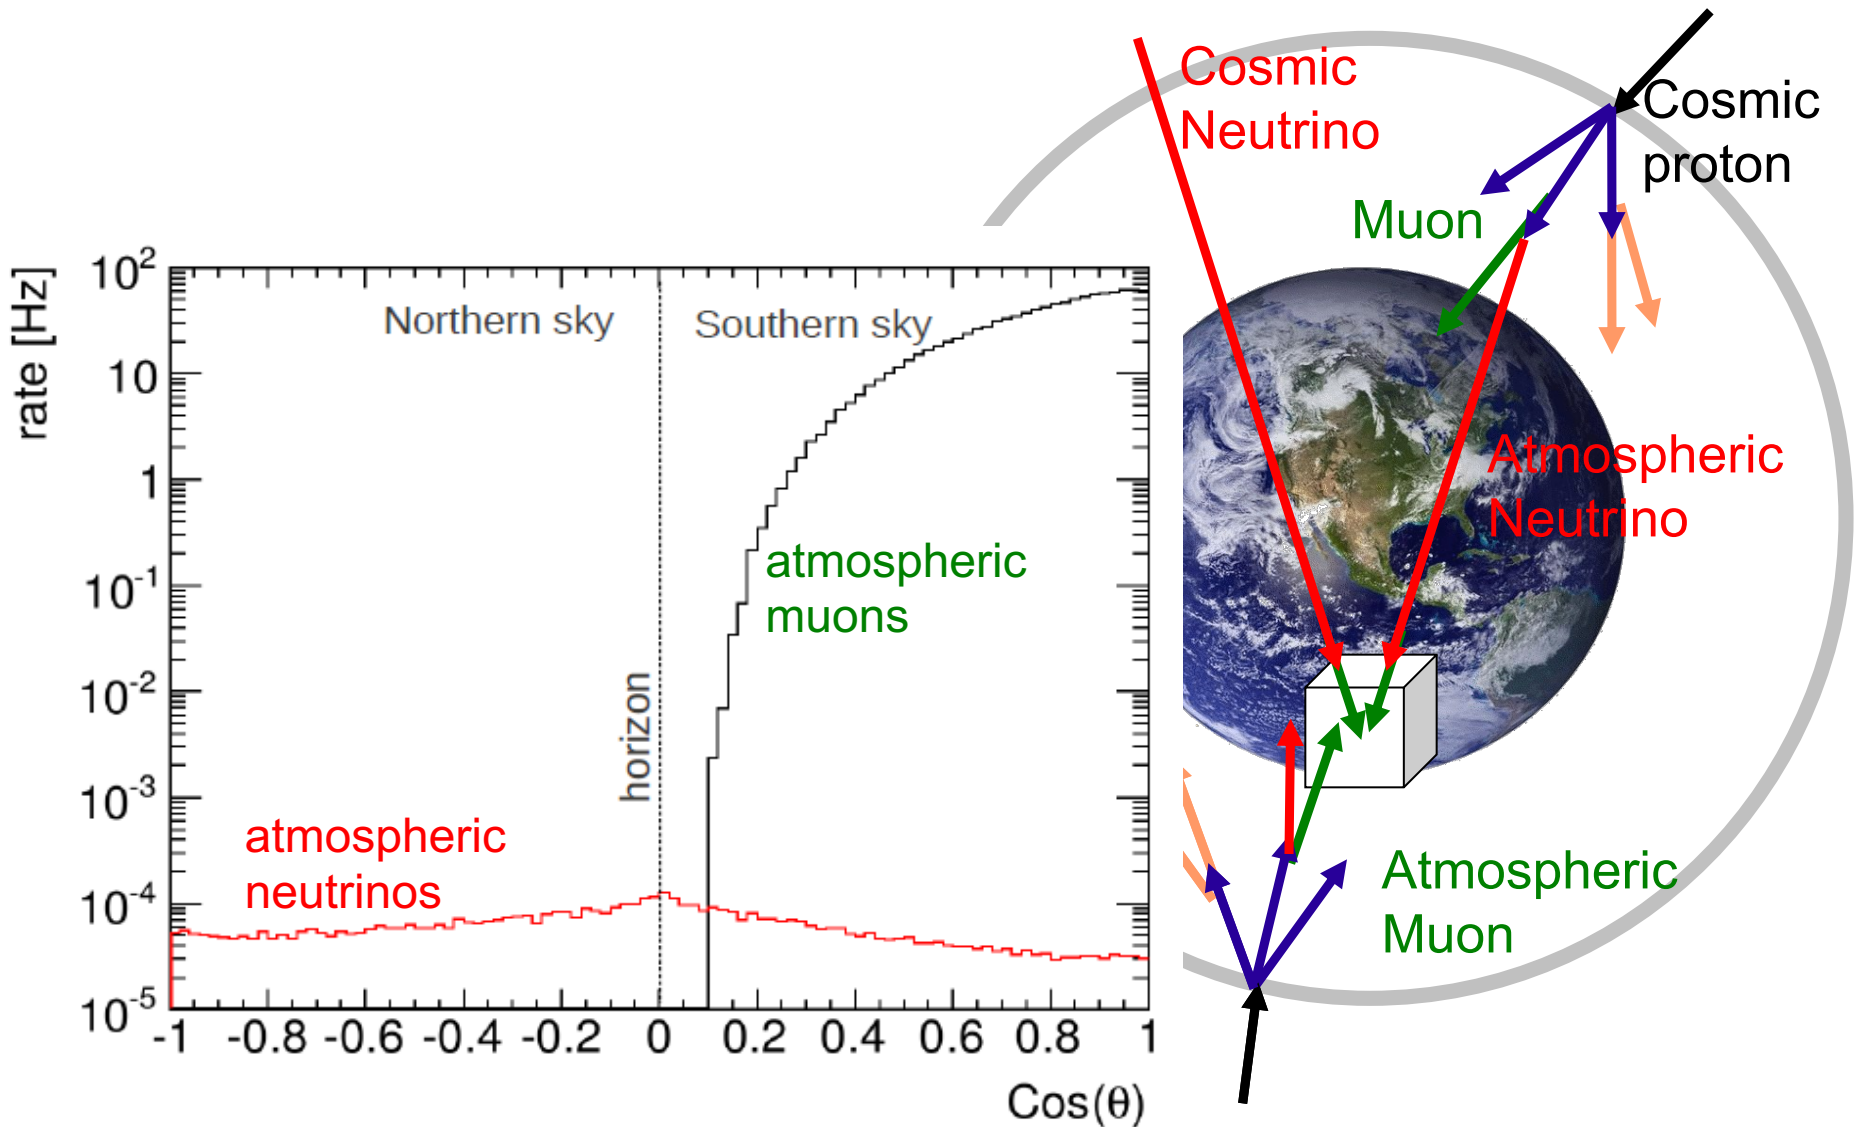 Cosmic
Neutrino
Cosmic
proton
Muon
Atmospheric
Neutrino
Atmospheric
Muon
rate [Hz]
10²
10
1
10⁻¹
10⁻²
10⁻³
10⁻⁴
10⁻⁵
Northern sky
Southern sky
horizon
atmospheric
muons
atmospheric
neutrinos
-1 -0.8 -0.6 -0.4 -0.2 0 0.2 0.4 0.6 0.8 1
Cos(θ)